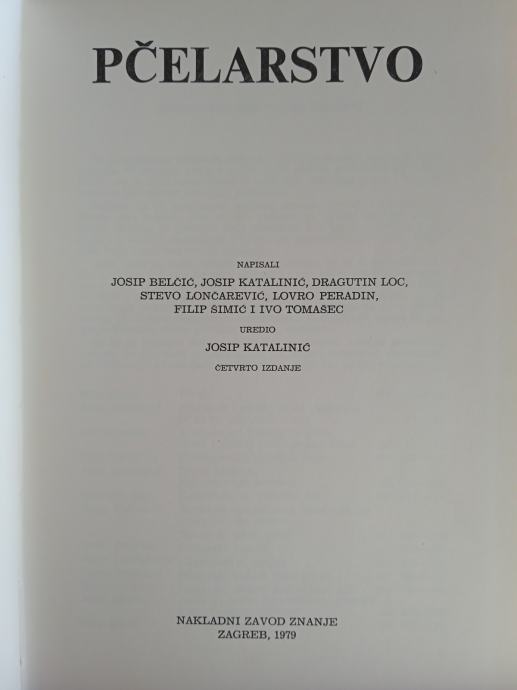 PČELARSTVO
NAPISALI
JOSIP BELČIĆ, JOSIP KATALINIĆ, DRAGUTIN LOC,
STEVO LONČAREVIĆ, LOVRO PERADIN,
FILIP ŠIMIĆ I IVO TOMAŠEC
UREDIO
JOSIP KATALINIĆ
ČETVRTO IZDANJE
NAKLADNI ZAVOD ZNANJE
ZAGREB, 1979